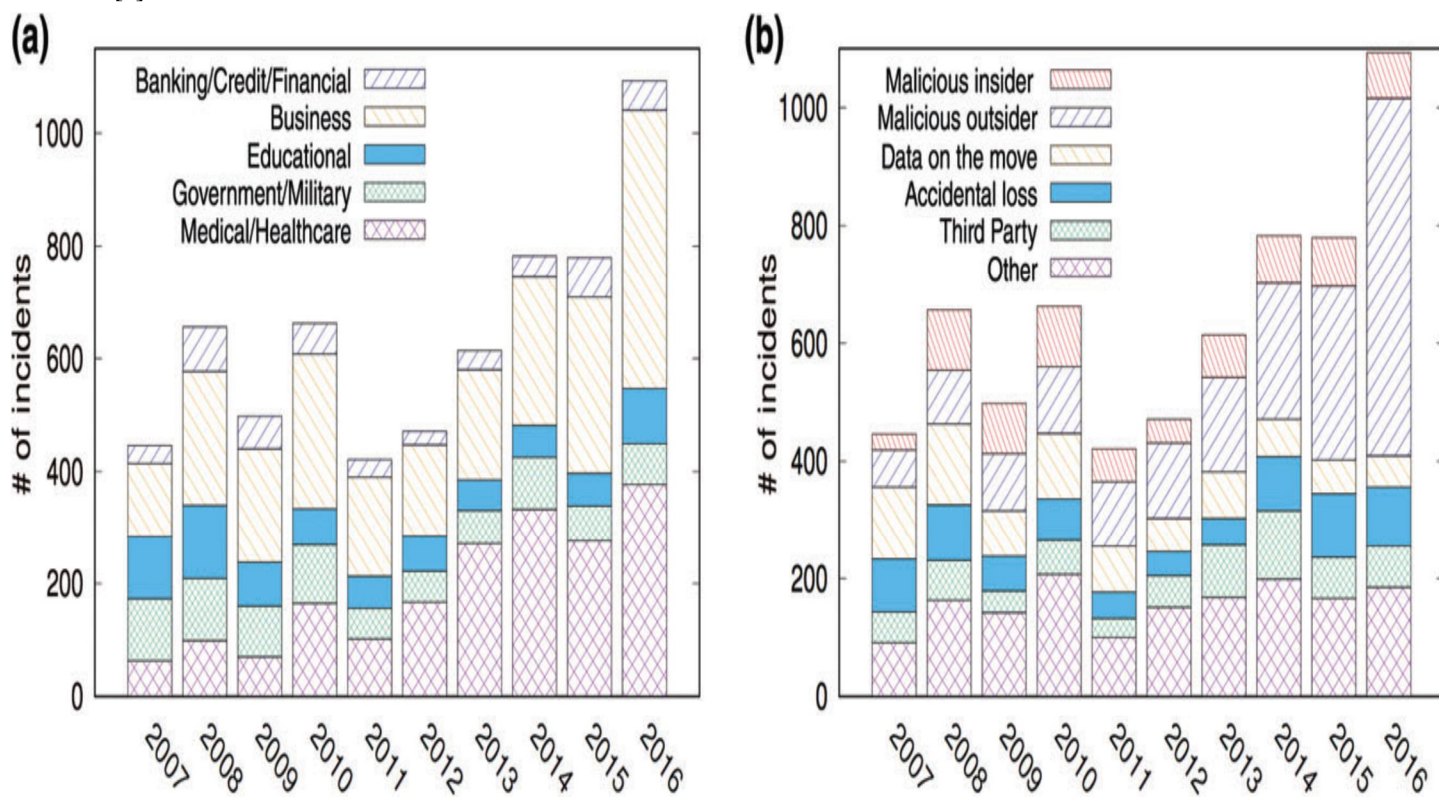 (a)
Banking/Credit/Financial
Business
Educational
Government/Military
Medical/Healthcare
# of incidents
1000
800
600
400
200
0
2007
2008
2009
2010
2011
2012
2013
2014
2015
2016
(b)
Malicious insider
Malicious outsider
Data on the move
Accidental loss
Third Party
Other
# of incidents
1000
800
600
400
200
0
2007
2008
2009
2010
2011
2012
2013
2014
2015
2016